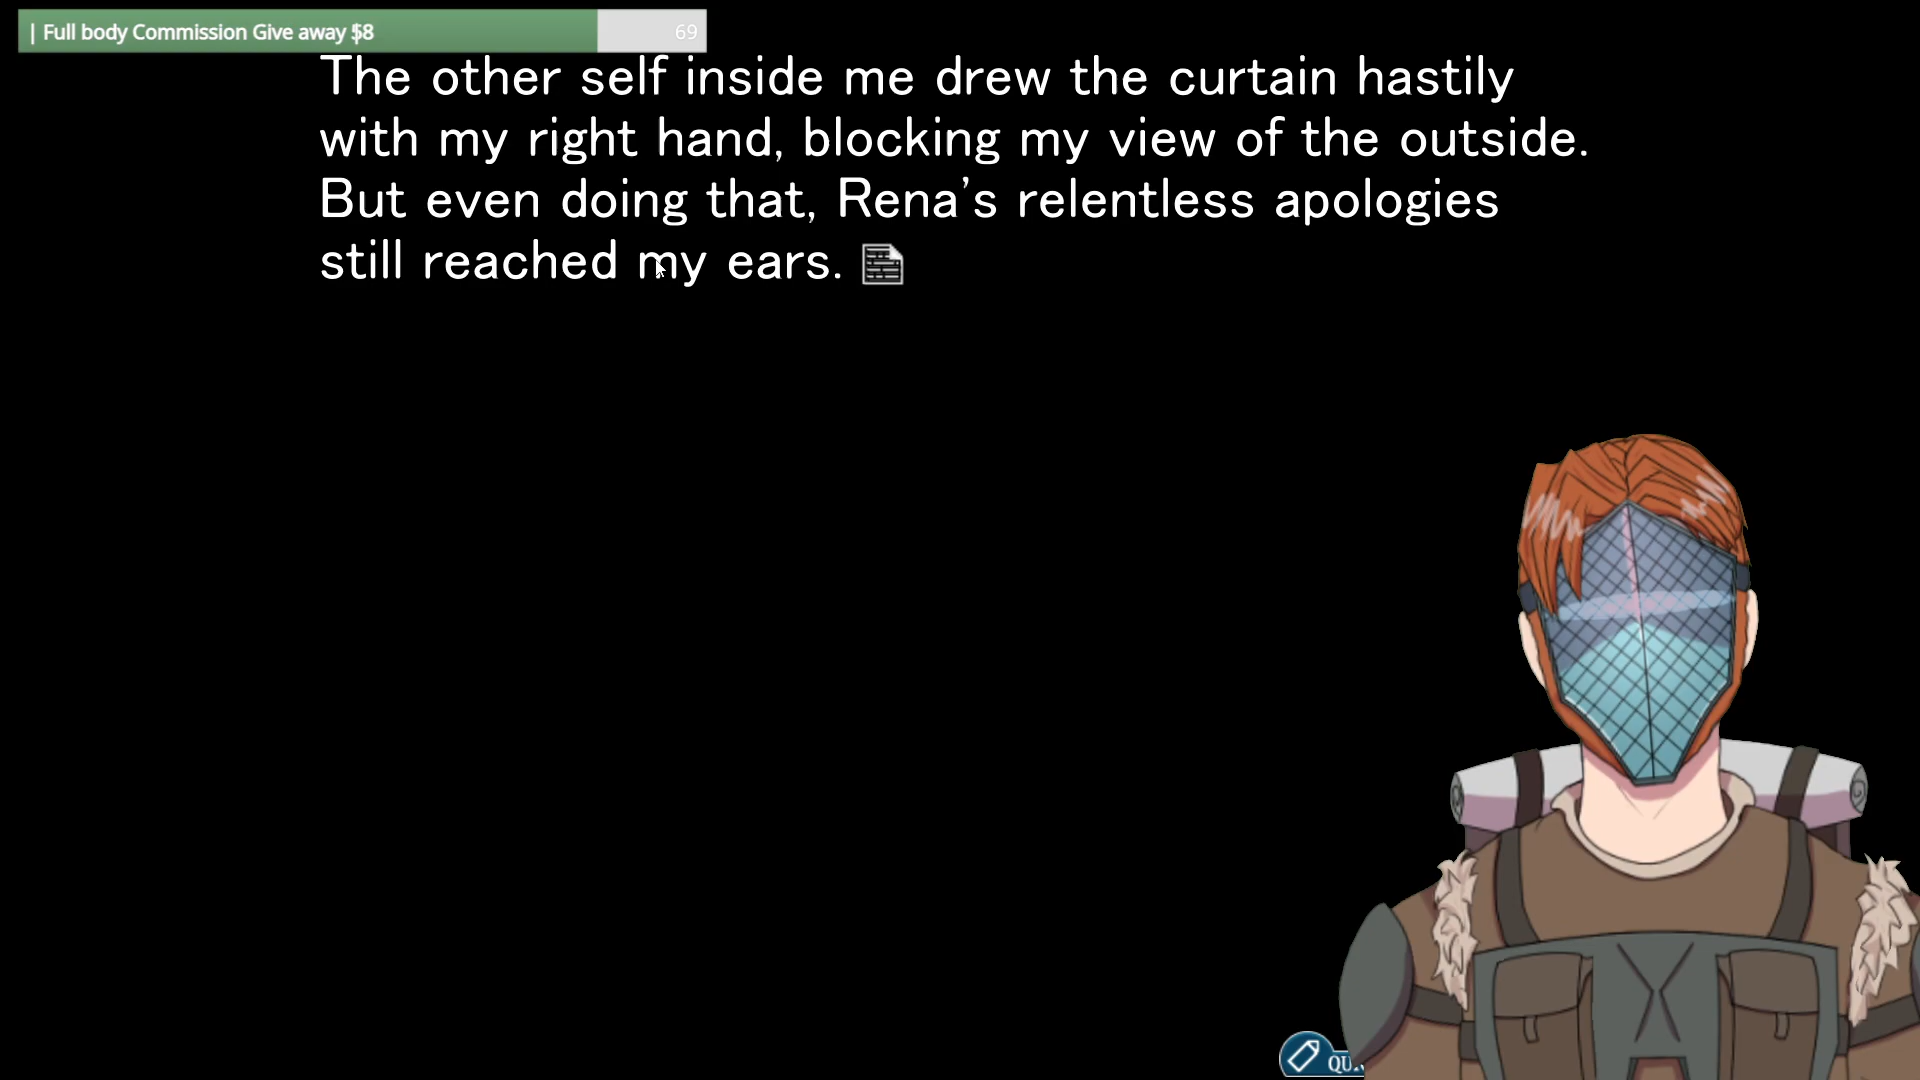 | Full body Commission Give away $8
69
The other self inside me drew the curtain hastily
with my right hand, blocking my view of the outside.
But even doing that, Rena's relentless apologies
still reached my ears.